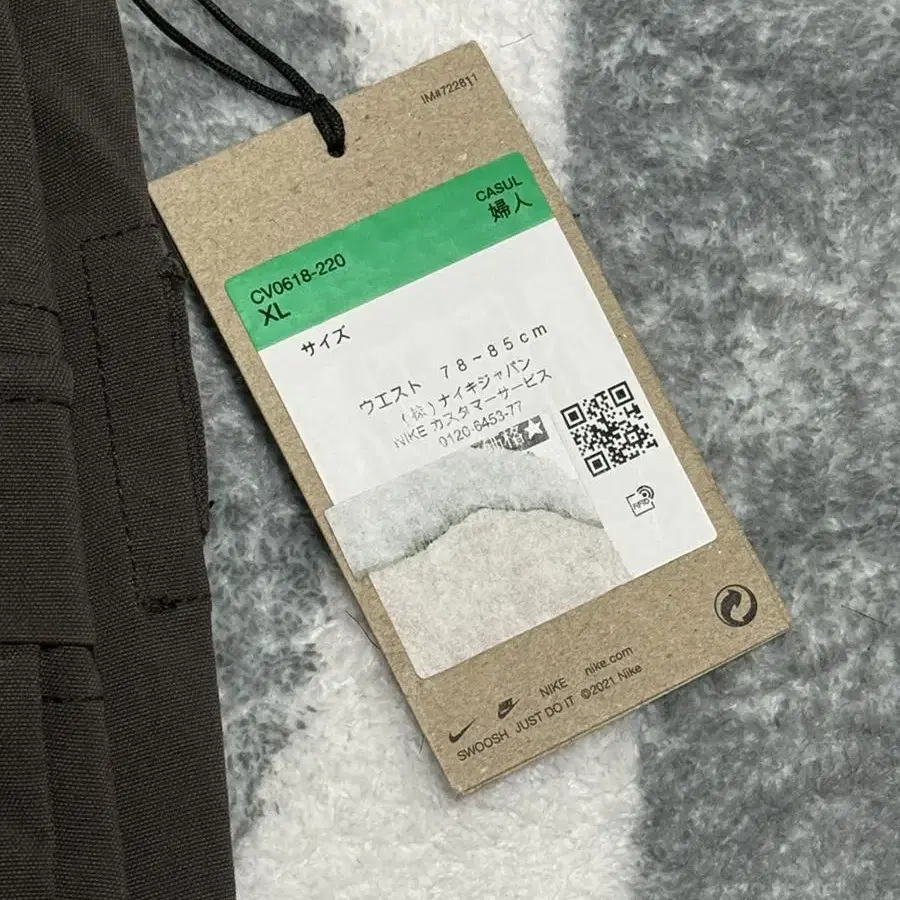 IM#722811
CASUL
婦人
CV0618-220
XL
サイズ
ウエスト 78~85cm
(株)ナイキジャパン
NIKE カスタマーサービス
0120-6453-77
RFID
NIKE nike.com
SWOOSH JUST DO IT ©2021 Nike